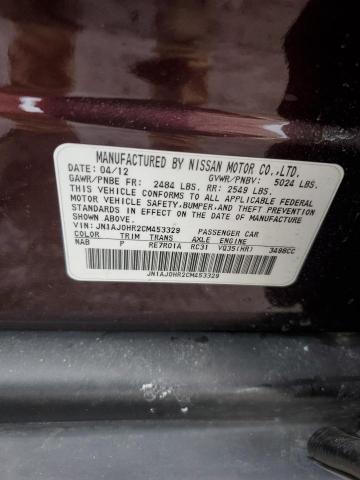 MANUFACTURED BY NISSAN MOTOR CO.,LTD.
DATE: 04/12 GVWR/PNBV: 5024 LBS.
GAWR/PNBE FR: 2484 LBS. RR: 2549 LBS.
THIS VEHICLE CONFORMS TO ALL APPLICABLE FEDERAL
MOTOR VEHICLE SAFETY,BUMPER,AND THEFT PREVENTION
STANDARDS IN EFFECT ON THE DATE OF MANUFACTURE
SHOWN ABOVE.
VIN: JN1AJ0HR2CM453329 PASSENGER CAR
COLOR TRIM TRANS AXLE ENGINE
NAB P RE7R01A RC31 VQ35(HR) 3498CC
JN1AJ0HR2CM453329